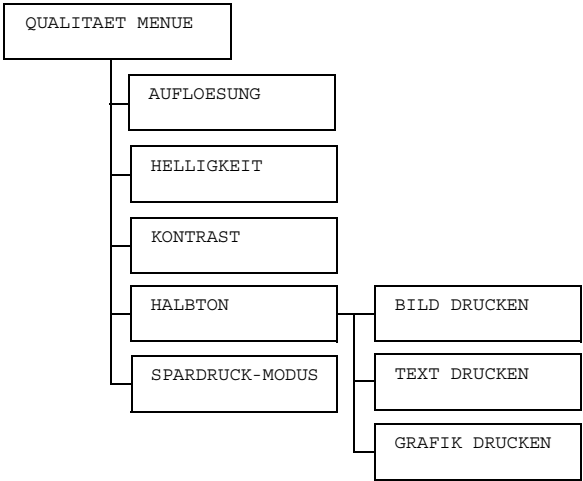 QUALITAET MENUE
AUFLOESUNG
HELLIGKEIT
KONTRAST
HALBTON
BILD DRUCKEN
TEXT DRUCKEN
GRAFIK DRUCKEN
SPARDRUCK-MODUS